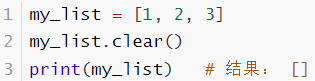 1 my_list = [1, 2, 3]
2 my_list.clear()
3 print(my_list)   # 结果： []